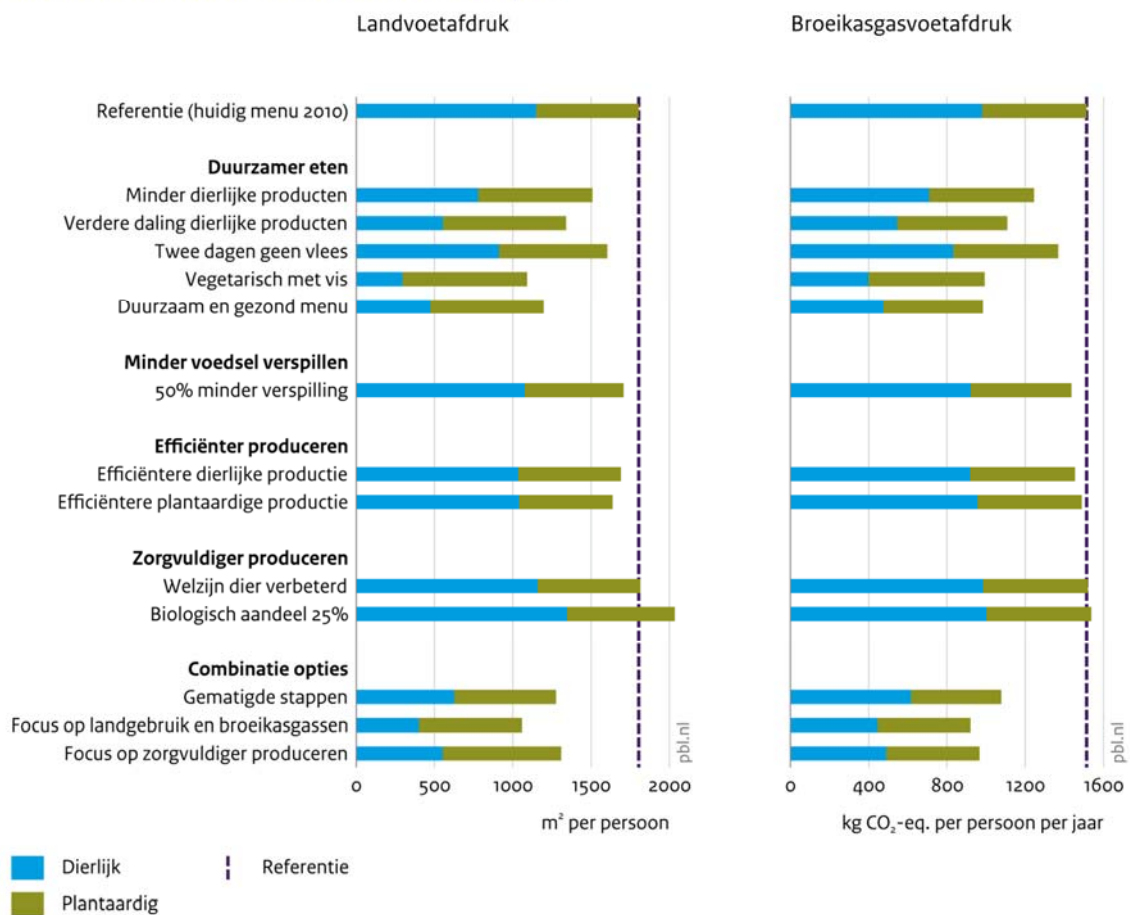 Landvoetafdruk
Broeikasgasvoetafdruk
Referentie (huidig menu 2010)
Duurzamer eten
Minder dierlijke producten
Verdere daling dierlijke producten
Twee dagen geen vlees
Vegetarisch met vis
Duurzaam en gezond menu
Minder voedsel verspillen
50% minder verspilling
Efficiënter produceren
Efficiëntere dierlijke productie
Efficiëntere plantaardige productie
Zorgvuldiger produceren
Welzijn dier verbeterd
Biologisch aandeel 25%
Combinatie opties
Gematigde stappen
Focus op landgebruik en broeikasgassen
Focus op zorgvuldiger produceren
pbl.nl
pbl.nl
0 500 1000 1500 2000
0 400 800 1200 1600
m² per persoon
kg CO₂-eq. per persoon per jaar
Dierlijk
Referentie
Plantaardig